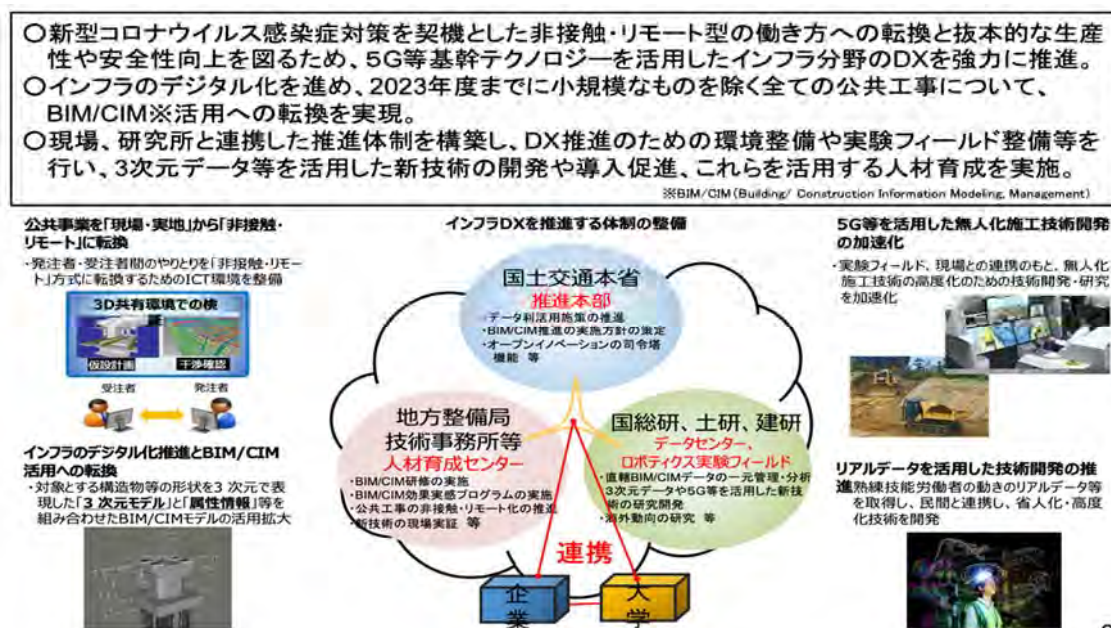 ○新型コロナウイルス感染症対策を契機とした非接触・リモート型の働き方への転換と抜本的な生産
性や安全性向上を図るため、5G等基幹テクノロジーを活用したインフラ分野のDXを強力に推進。
○インフラのデジタル化を進め、2023年度までに小規模なものを除く全ての公共工事について、
BIM/CIM※活用への転換を実現。
○現場、研究所と連携した推進体制を構築し、DX推進のための環境整備や実験フィールド整備等を
行い、3次元データ等を活用した新技術の開発や導入促進、これらを活用する人材育成を実施。
※BIM/CIM(Building/ Construction Information Modeling, Management)
公共事業を「現場・実地」から「非接触・
リモート」に転換
・発注者・受注者間のやりとりを「非接触・リモー
ト」方式に転換するためのICT環境を整備
3D共有環境での検
証
仮設計画
干渉確認
受注者
発注者
インフラのデジタル化推進とBIM/CIM
活用への転換
・対象とする構造物等の形状を3 次元で表
現した「3 次元モデル」と「属性情報」等を
組み合わせたBIM/CIMモデルの活用拡大
インフラDXを推進する体制の整備
国土交通本省
推進本部
・データ利活用施策の推進
・BIM/CIM推進の実施方針の策定
・オープンイノベーションの司令塔
機能 等
地方整備局
技術事務所等
人材育成センター
・BIM/CIM研修の実施
・BIM/CIM効果実感プログラムの実施
・公共工事の非接触・リモート化の推進
・新技術の現場実証 等
国総研、土研、建研
データセンター、
ロボティクス実験フィールド
・直轄BIM/CIMデータの一元管理・分析
3次元データや5G等を活用した新技
術の研究開発
・海外動向の研究 等
連携
企
業
大
学
5G等を活用した無人化施工技術開発
の加速化
・実験フィールド、現場との連携のもと、無人化
施工技術の高度化のための技術開発・研究
を加速化
リアルデータを活用した技術開発の推
進熟練技能労働者の動きのリアルデータ等
を取得し、民間と連携し、省人化・高度
化技術を開発